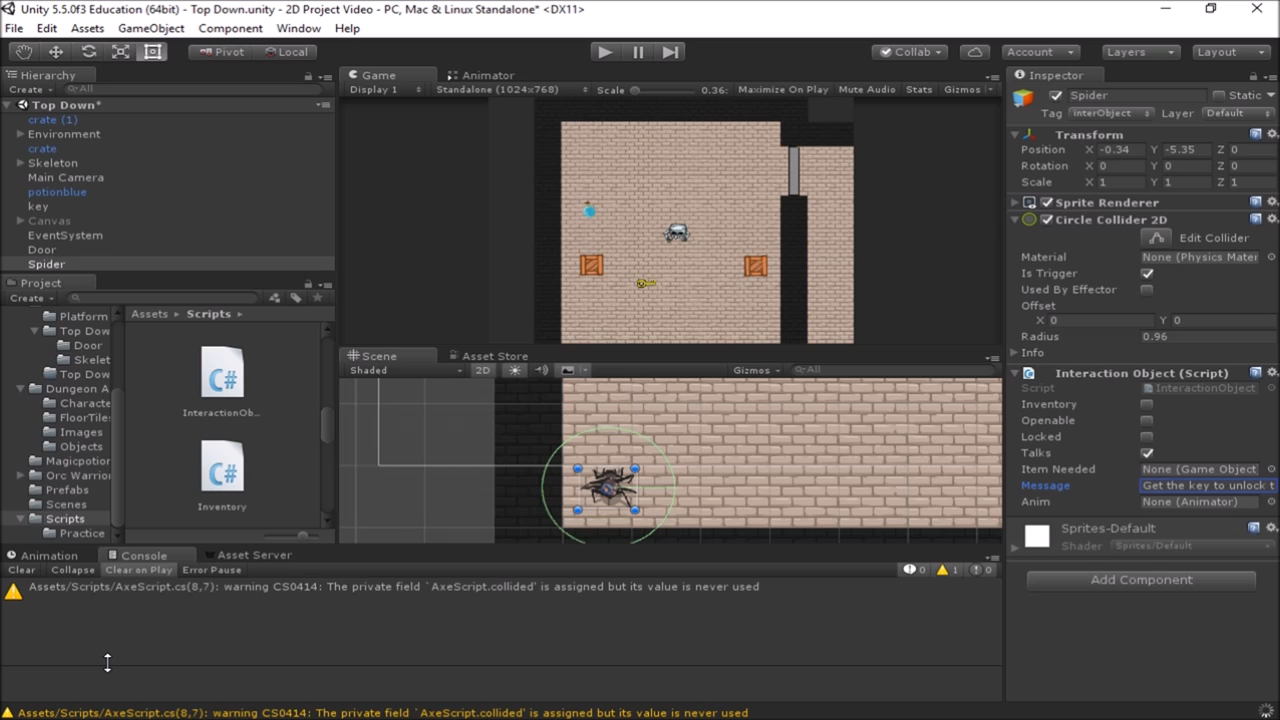 Unity 5.5.0f3 Education (64bit) - Top Down.unity - 2D Project Video - PC, Mac & Linux Standalone* <DX11>
File Edit Assets GameObject Component Window Help
Pivot Local Collab Account Layers Layout
Hierarchy
Create All
Top Down*
crate (1)
Environment
crate
Skeleton
Main Camera
potionblue
key
Canvas
EventSystem
Door
Spider
Project
Create
Platform
Top Dow
Door
Skelet
Top Dow
Dungeon A
Characte
FloorTiles
Images
Objects
Magicpotion
Orc Warrio
Prefabs
Scenes
Scripts
Practice
Assets Scripts
C#
InteractionOb...
C#
Inventory
Game Animator
Display 1 Standalone (1024x768) Scale 0.36: Maximize On Play Mute Audio Stats Gizmos
Scene Asset Store
Shaded 2D Gizmos All
Inspector
Spider Static
Tag InterObject Layer Default
Transform
Position X -0.34 Y -5.35 Z 0
Rotation X 0 Y 0 Z 0
Scale X 1 Y 1 Z 1
Sprite Renderer
Circle Collider 2D
Edit Collider
Material None (Physics Mater
Is Trigger
Used By Effector
Offset
X 0 Y 0
Radius 0.96
Info
Interaction Object (Script)
Script InteractionObject
Inventory
Openable
Locked
Talks
Item Needed None (Game Object
Message Get the key to unlock t
Anim None (Animator)
Sprites-Default
Shader Sprites/Default
Add Component
Animation Console Asset Server
Clear Collapse Clear on Play Error Pause 0 1 0
Assets/Scripts/AxeScript.cs(8,7): warning CS0414: The private field `AxeScript.collided' is assigned but its value is never used
Assets/Scripts/AxeScript.cs(8,7): warning CS0414: The private field `AxeScript.collided' is assigned but its value is never used